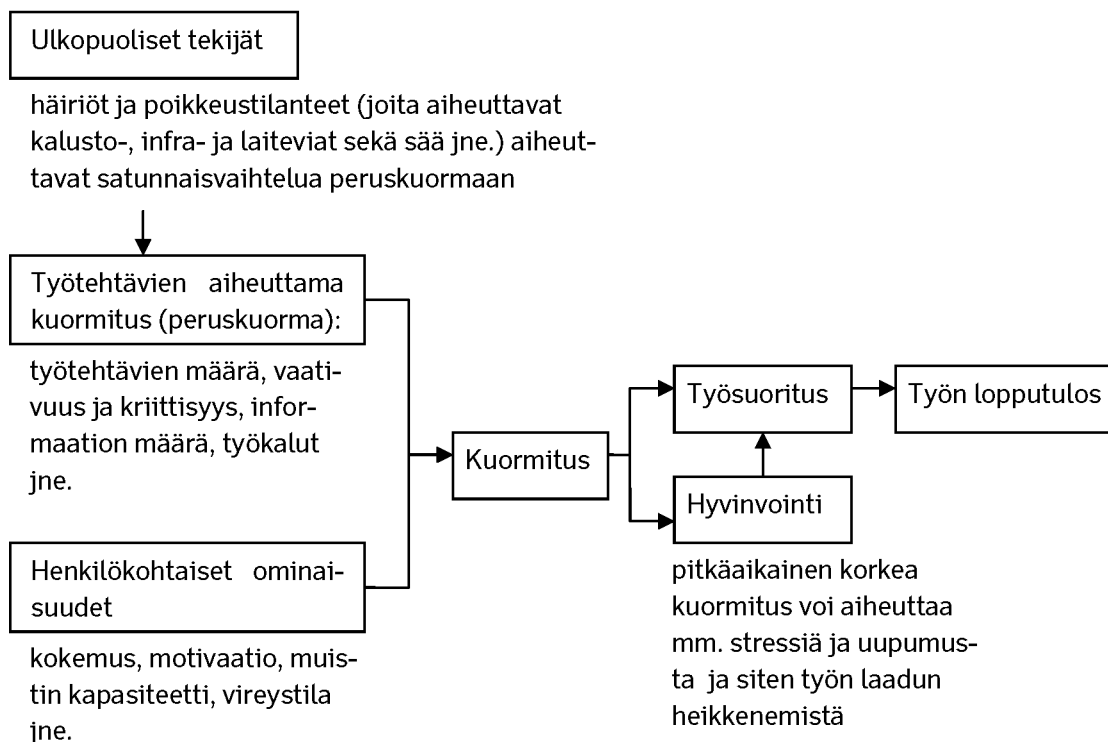 Ulkopuoliset tekijät
häiriöt ja poikkeustilanteet (joita aiheuttavat
kalusto-, infra- ja laiteviat sekä sää jne.) aiheut-
tavat satunnaisvaihtelua peruskuormaan
Työtehtävien aiheuttama
kuormitus (peruskuorma):
työtehtävien määrä, vaati-
vuus ja kriittisyys, infor-
maation määrä, työkalut
jne.
Henkilökohtaiset ominai-
suudet
kokemus, motivaatio, muis-
tin kapasiteetti, vireystila
jne.
Kuormitus
Työsuoritus
Työn lopputulos
Hyvinvointi
pitkäaikainen korkea
kuormitus voi aiheuttaa
mm. stressiä ja uupumus-
ta ja siten työn laadun
heikkenemistä